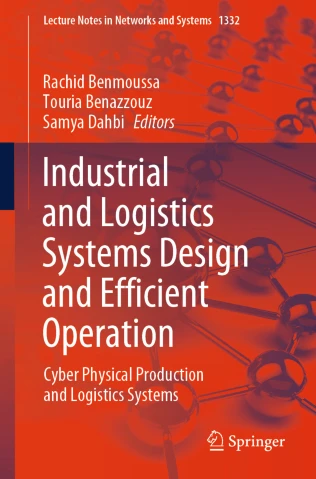 Lecture Notes in Networks and Systems 1332
Rachid Benmoussa
Touria Benazzouz
Samya Dahbi Editors
Industrial
and Logistics
Systems Design
and Efficient
Operation
Cyber Physical Production
and Logistics Systems
Springer